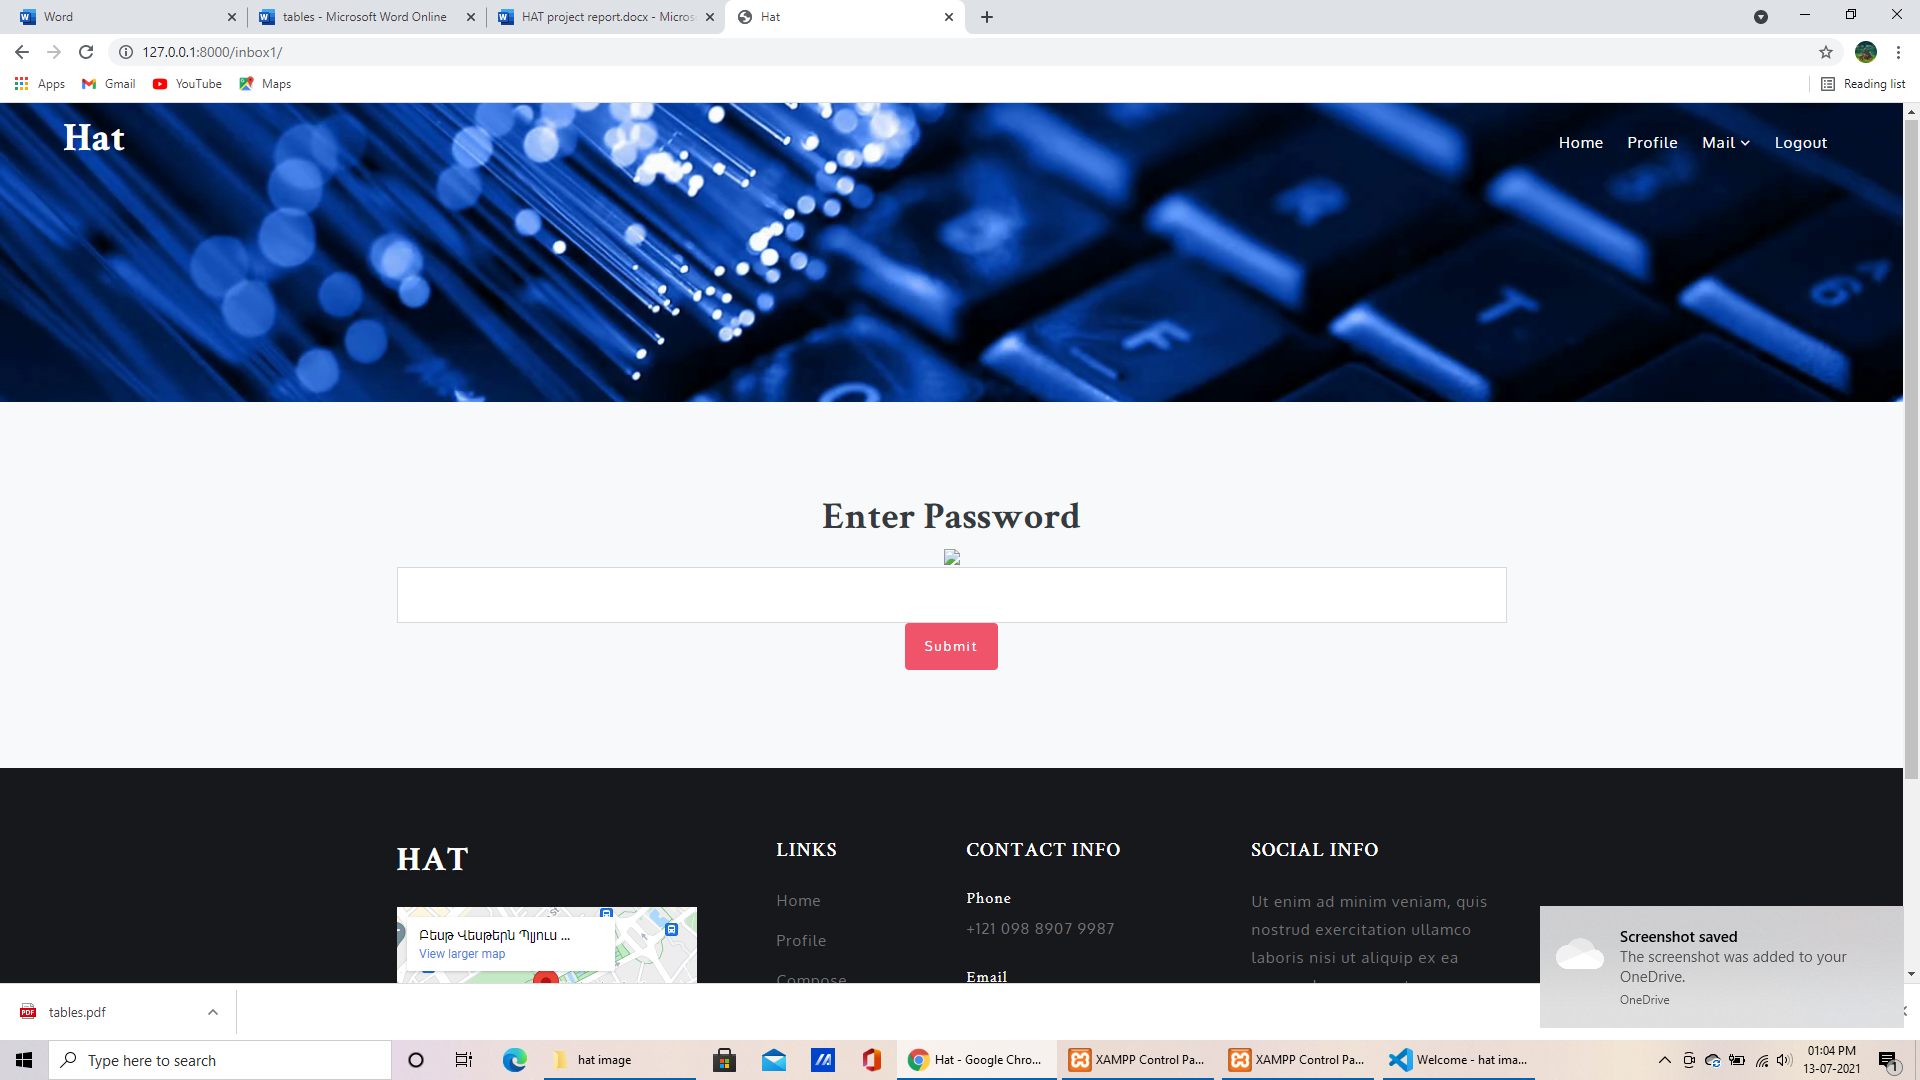 Word
tables - Microsoft Word Online
HAT project report.docx - Micros
Hat
127.0.0.1:8000/inbox1/
Apps
Gmail
YouTube
Maps
Reading list
Hat
Home
Profile
Mail
Logout
Enter Password
Submit
HAT
Բեսթ Վեսթերն Պլյուս ...
View larger map
LINKS
Home
Profile
Compose
CONTACT INFO
Phone
+121 098 8907 9987
Email
SOCIAL INFO
Ut enim ad minim veniam, quis
nostrud exercitation ullamco
laboris nisi ut aliquip ex ea
Screenshot saved
The screenshot was added to your
OneDrive.
OneDrive
tables.pdf
Type here to search
hat image
Hat - Google Chro...
XAMPP Control Pa...
XAMPP Control Pa...
Welcome - hat ima...
01:04 PM
13-07-2021
1